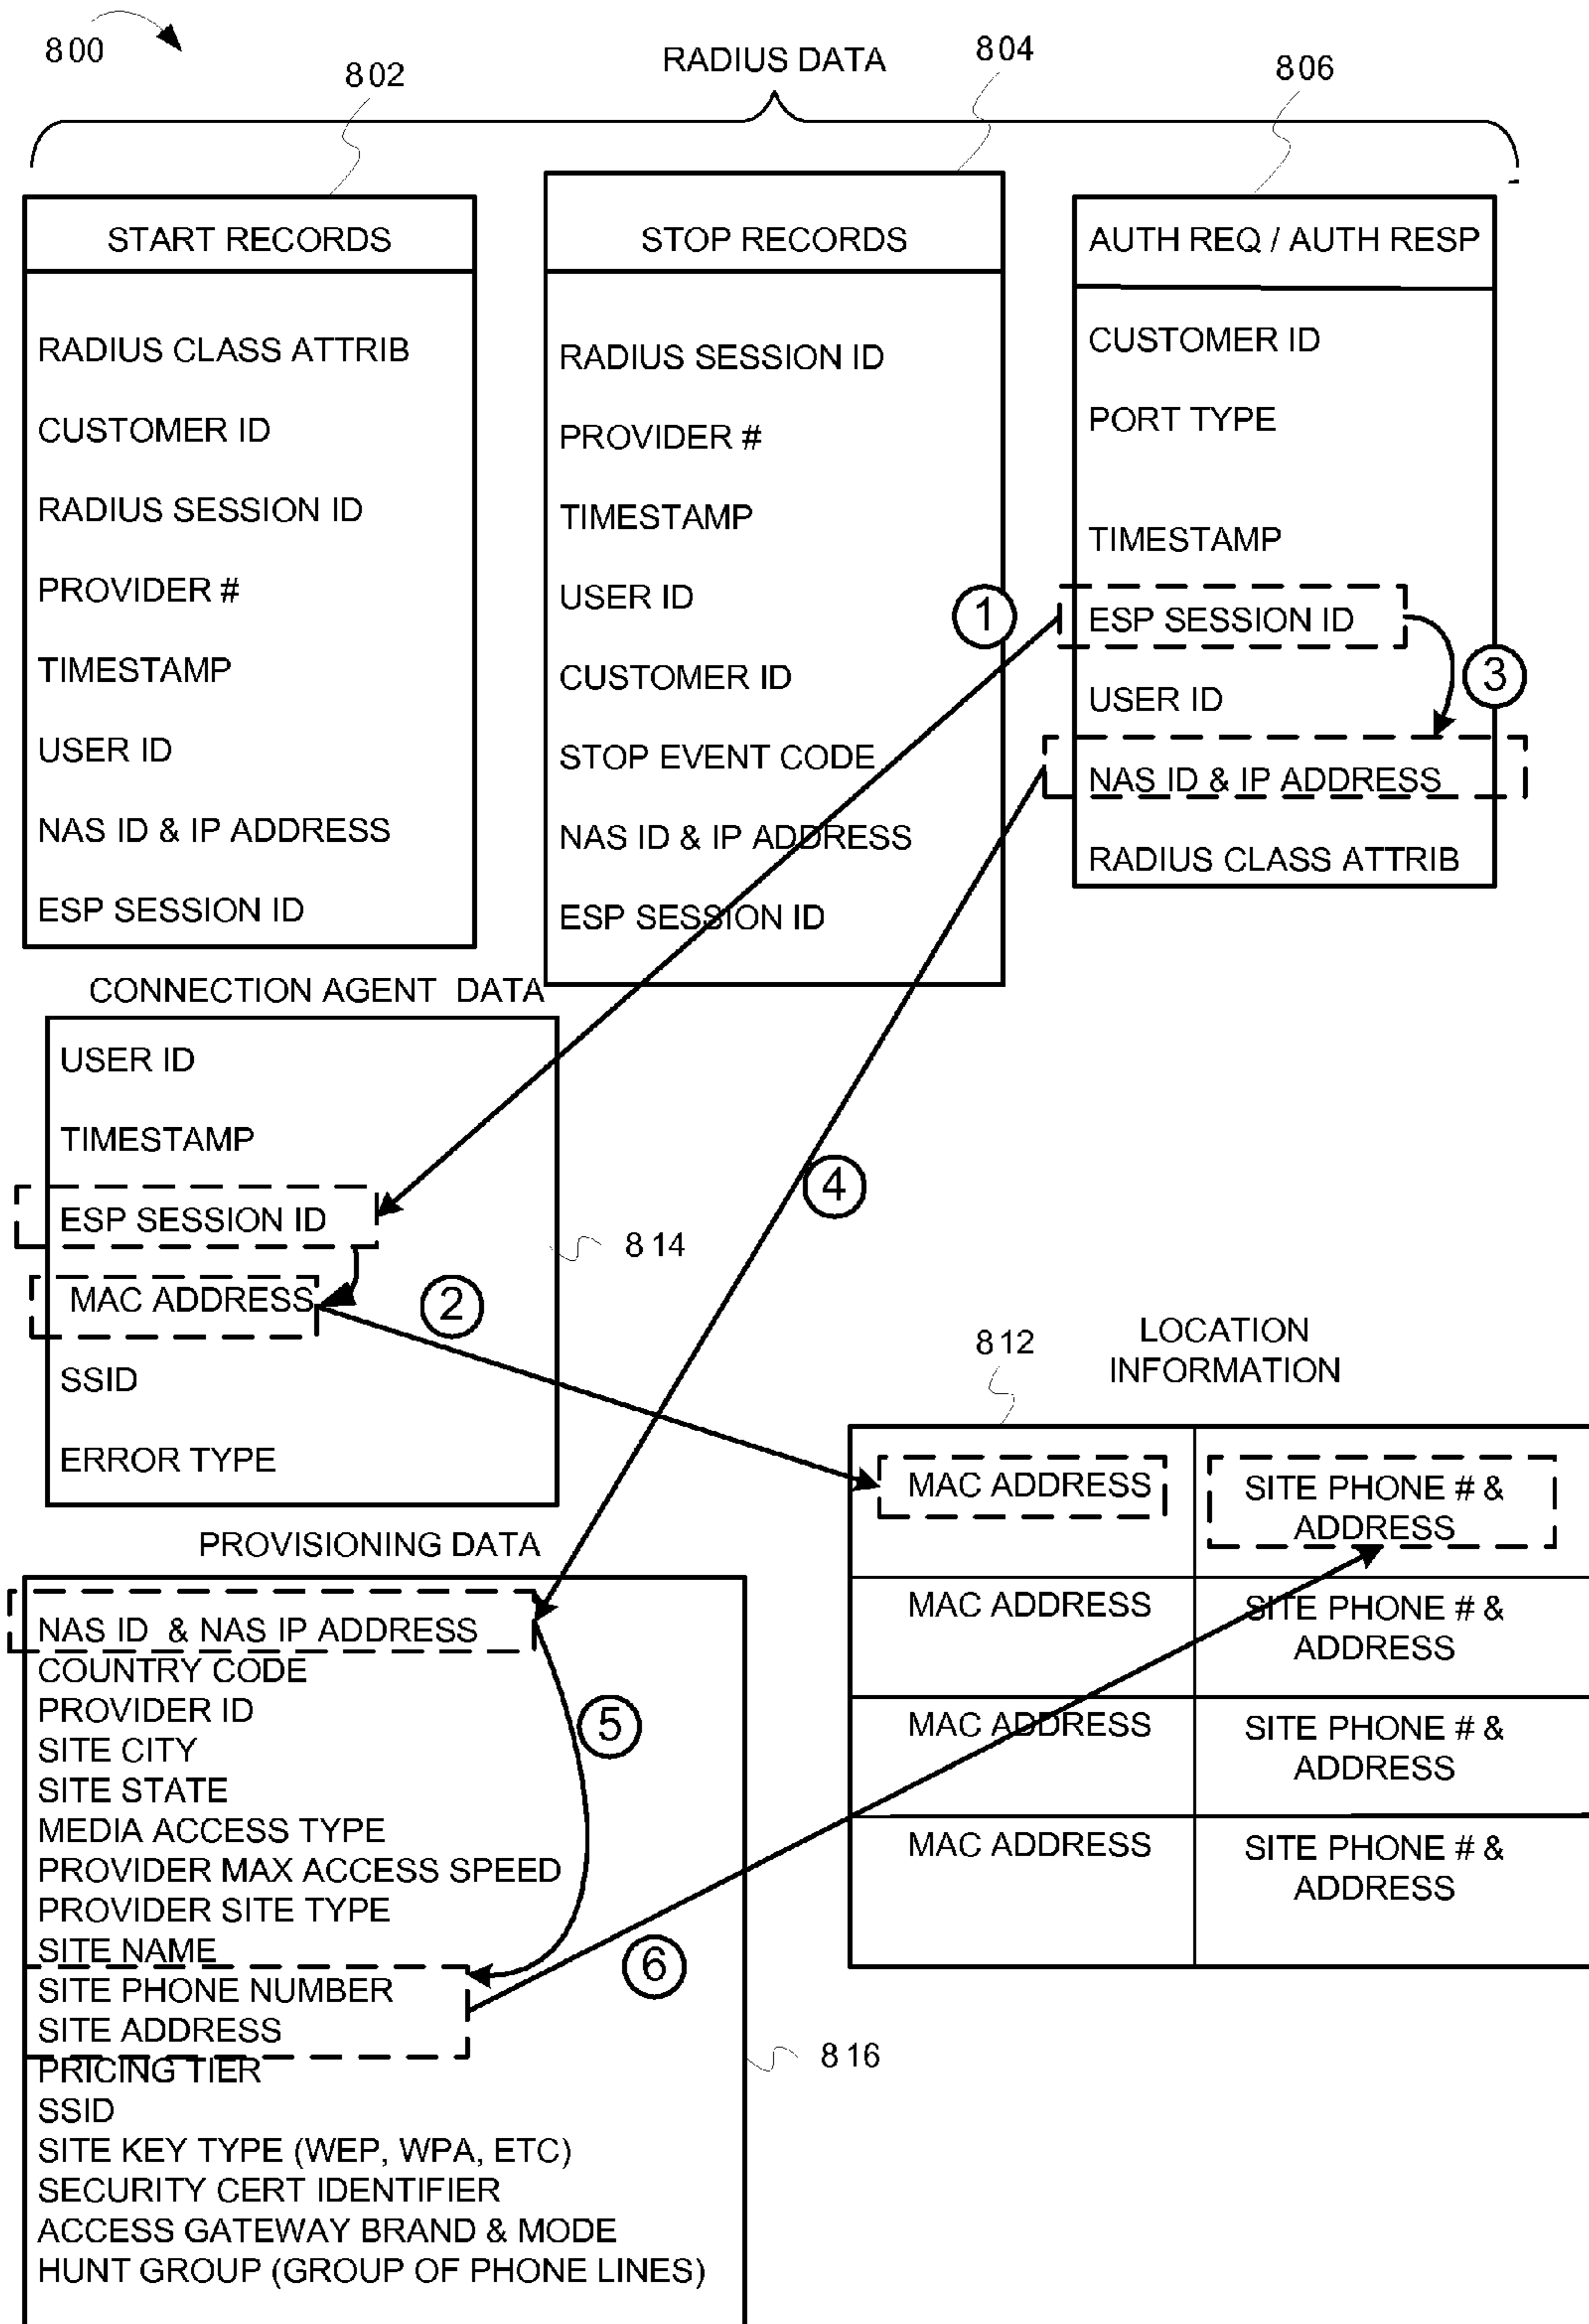 800
802
RADIUS DATA
804
806
START RECORDS
RADIUS CLASS ATTRIB
CUSTOMER ID
RADIUS SESSION ID
PROVIDER #
TIMESTAMP
USER ID
NAS ID & IP ADDRESS
ESP SESSION ID
STOP RECORDS
RADIUS SESSION ID
PROVIDER #
TIMESTAMP
USER ID
CUSTOMER ID
STOP EVENT CODE
NAS ID & IP ADDRESS
ESP SESSION ID
AUTH REQ / AUTH RESP
CUSTOMER ID
PORT TYPE
TIMESTAMP
ESP SESSION ID
USER ID
NAS ID & IP ADDRESS
RADIUS CLASS ATTRIB
1
3
CONNECTION AGENT DATA
USER ID
TIMESTAMP
ESP SESSION ID
MAC ADDRESS
SSID
ERROR TYPE
814
2
4
812
LOCATION
INFORMATION
MAC ADDRESS
SITE PHONE # &
ADDRESS
MAC ADDRESS
SITE PHONE # &
ADDRESS
MAC ADDRESS
SITE PHONE # &
ADDRESS
MAC ADDRESS
SITE PHONE # &
ADDRESS
PROVISIONING DATA
NAS ID & NAS IP ADDRESS
COUNTRY CODE
PROVIDER ID
SITE CITY
SITE STATE
MEDIA ACCESS TYPE
PROVIDER MAX ACCESS SPEED
PROVIDER SITE TYPE
SITE NAME
SITE PHONE NUMBER
SITE ADDRESS
PRICING TIER
SSID
SITE KEY TYPE (WEP, WPA, ETC)
SECURITY CERT IDENTIFIER
ACCESS GATEWAY BRAND & MODE
HUNT GROUP (GROUP OF PHONE LINES)
5
6
816